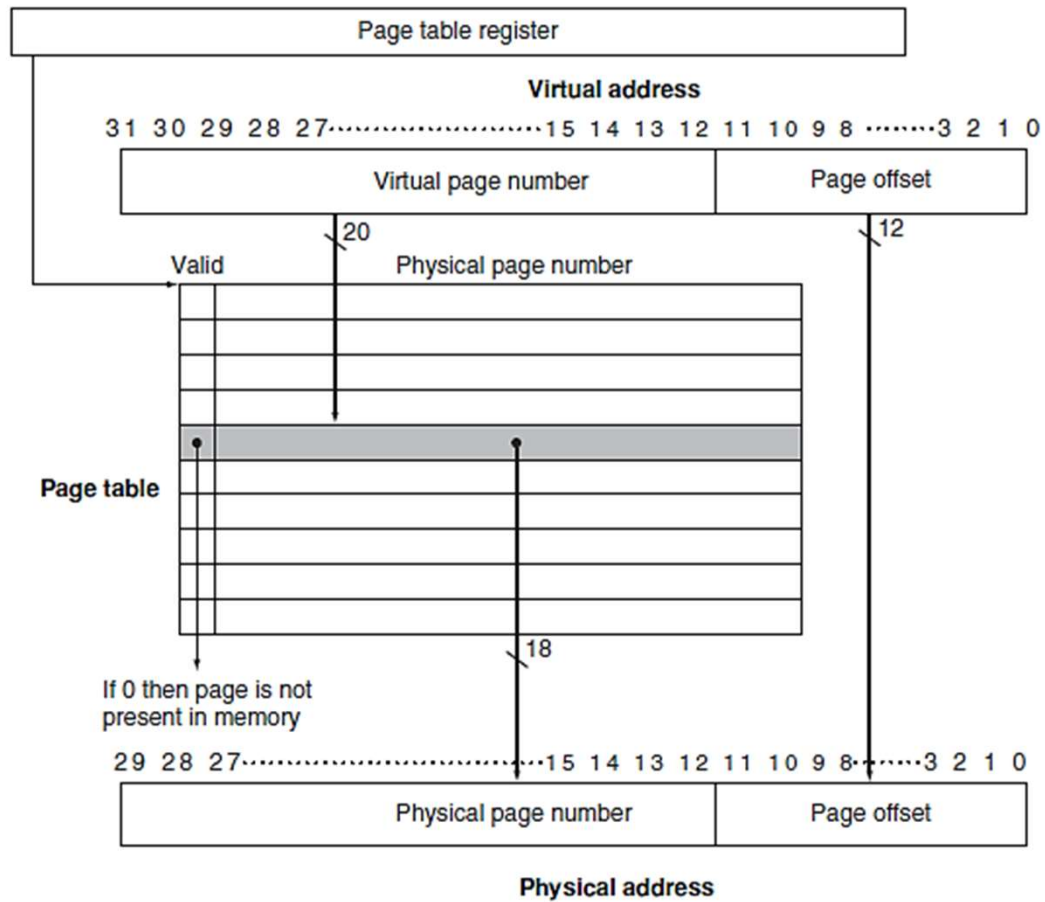 Page table register
Virtual address
31 30 29 28 27·····················15 14 13 12 11 10 9 8 ·······3 2 1 0
Virtual page number Page offset
20 12
Valid Physical page number
Page table
18
If 0 then page is not
present in memory
29 28 27·····························15 14 13 12 11 10 9 8·······3 2 1 0
Physical page number Page offset
Physical address